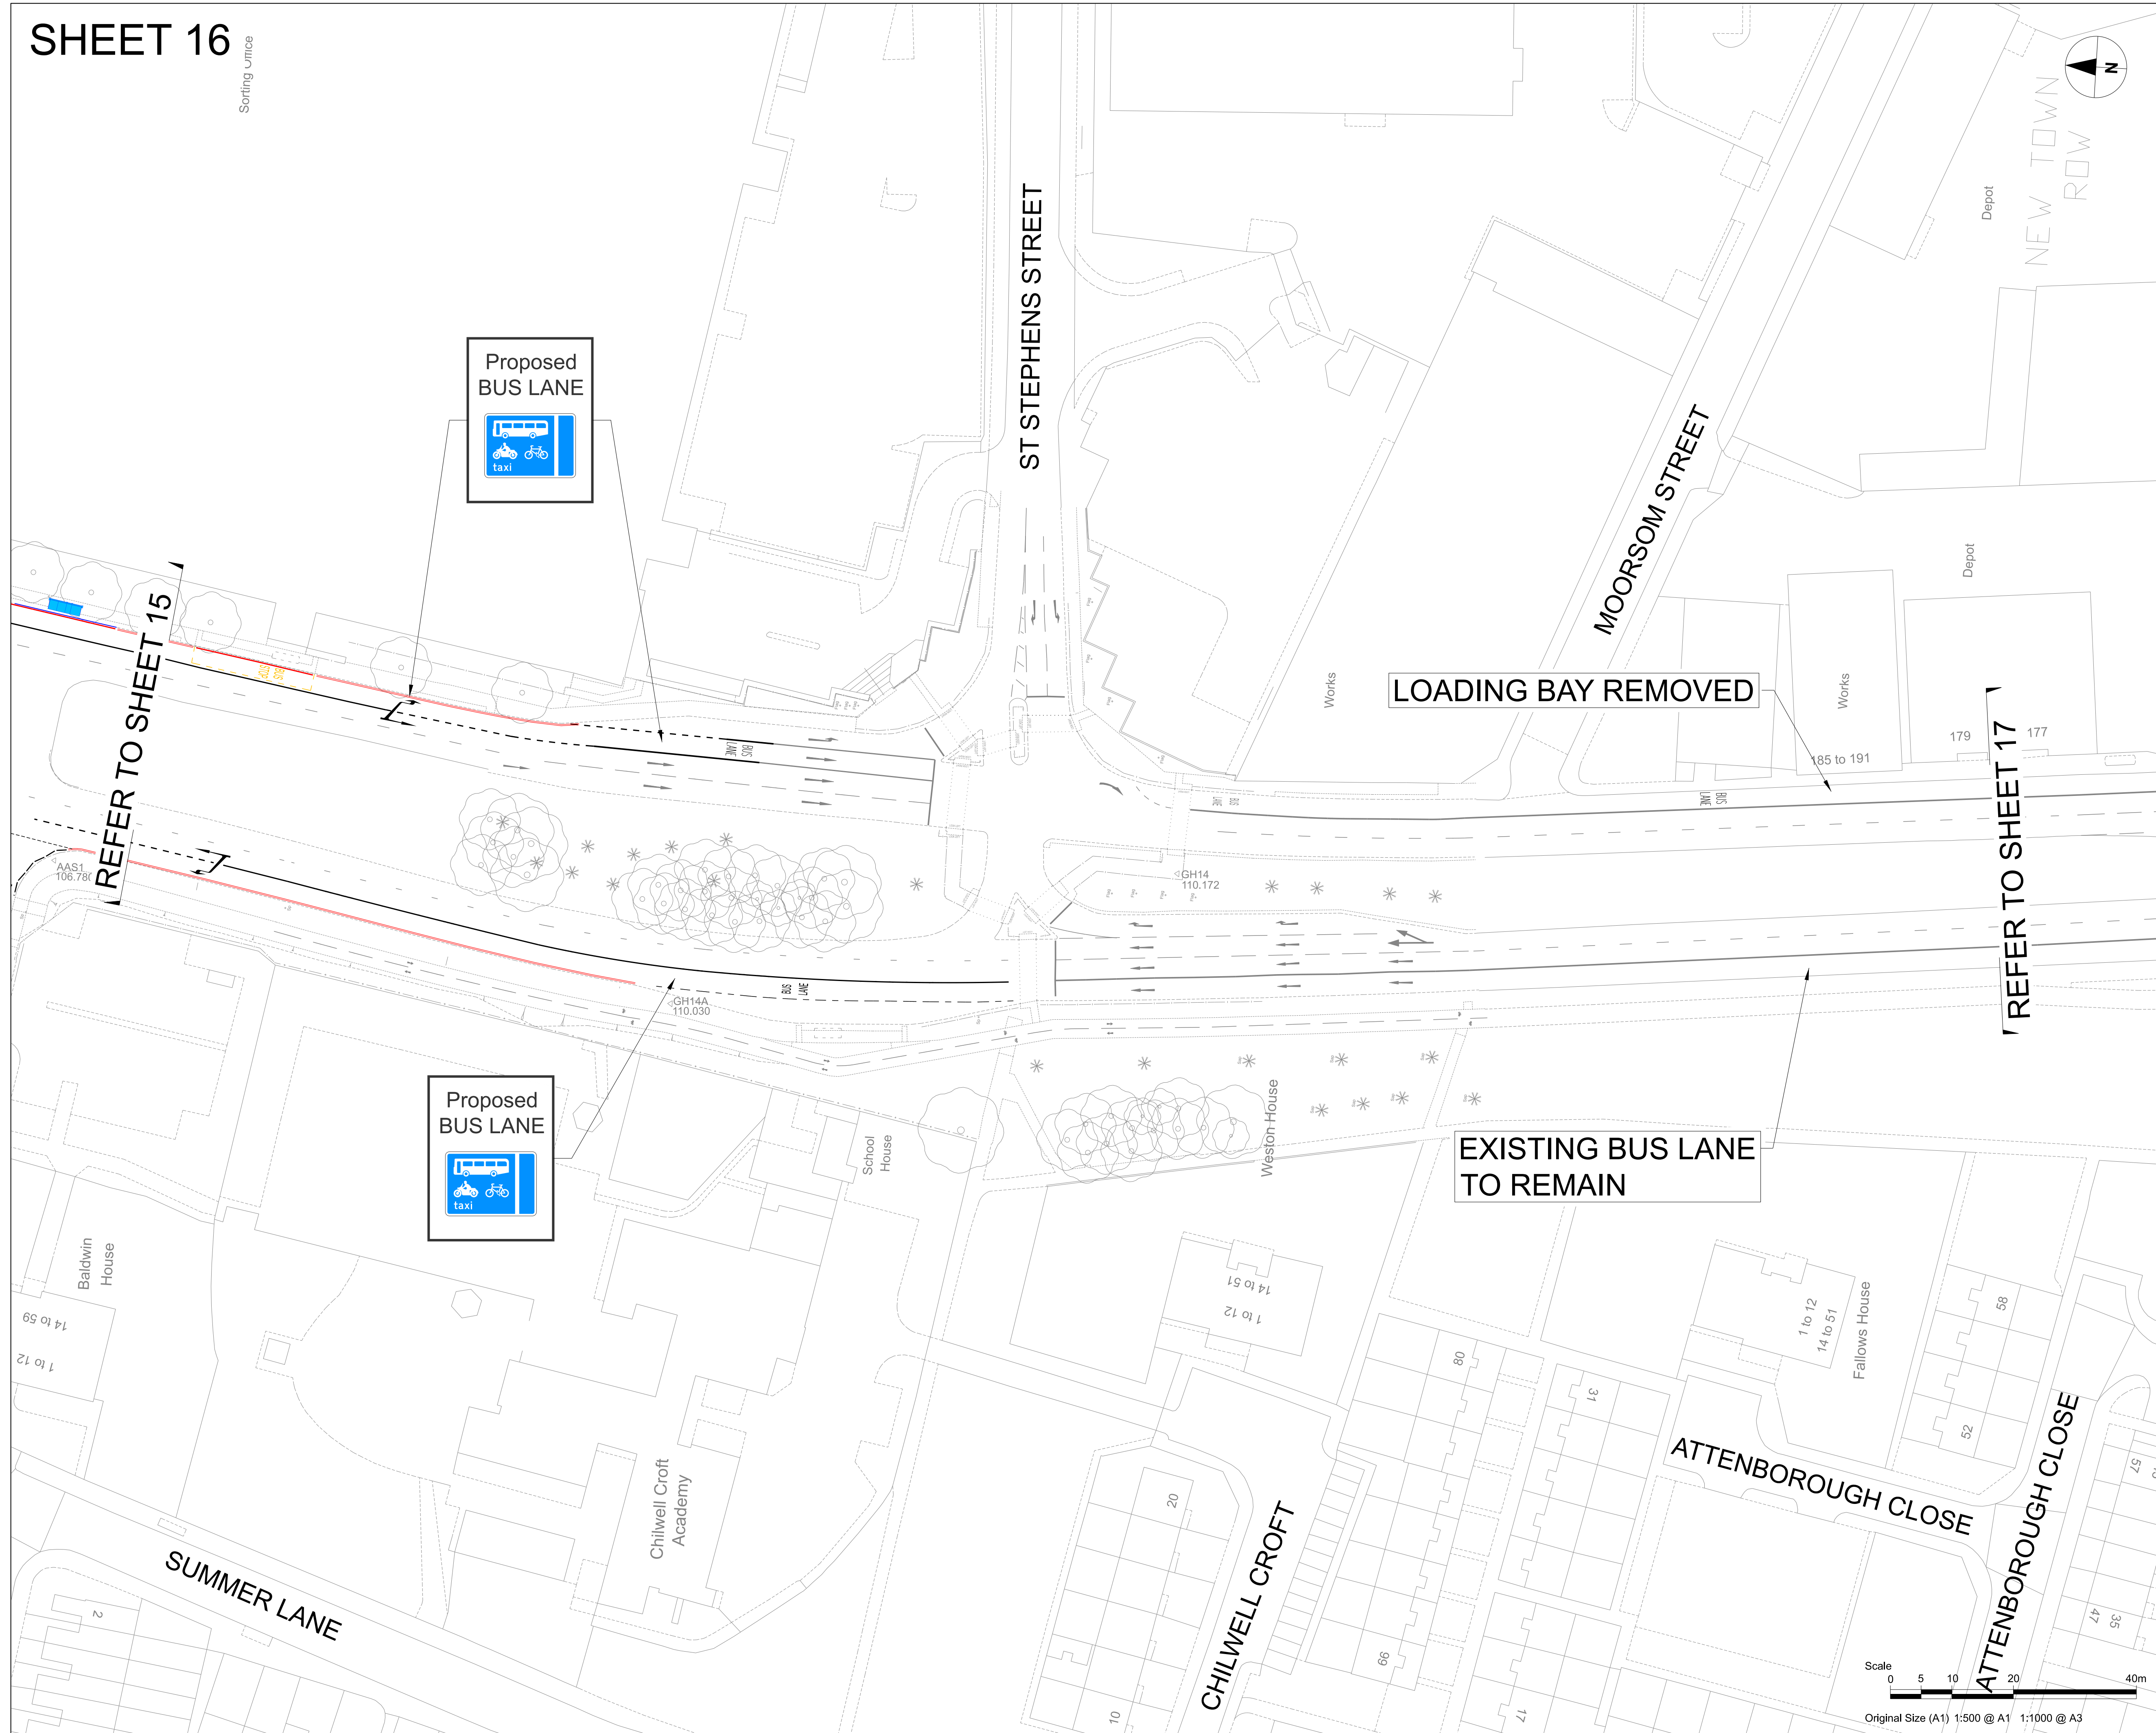 SHEET 16
Sorting Office
N
NEW TOWN
ROW
Depot
Proposed
BUS LANE
taxi
ST STEPHENS STREET
MOORSOM STREET
Depot
REFER TO SHEET 15
BUS
STOP
Works
LOADING BAY REMOVED
Works
185 to 191
179
177
REFER TO SHEET 17
BUS
LANE
BUS
LANE
BUS
LANE
AAS1
106.780
GH14
110.172
BUS
LANE
GH14A
110.030
Proposed
BUS LANE
taxi
School
House
Weston House
EXISTING BUS LANE
TO REMAIN
Baldwin
House
14 to 59
1 to 12
14 to 51
1 to 12
1 to 12
14 to 51
Fallows House
58
52
80
31
ATTENBOROUGH CLOSE
ATTENBOROUGH CLOSE
57
Chilwell Croft
Academy
20
CHILWELL CROFT
SUMMER LANE
2
10
99
17
47
35
Scale
0 5 10 20 40m
Original Size (A1) 1:500 @ A1 1:1000 @ A3